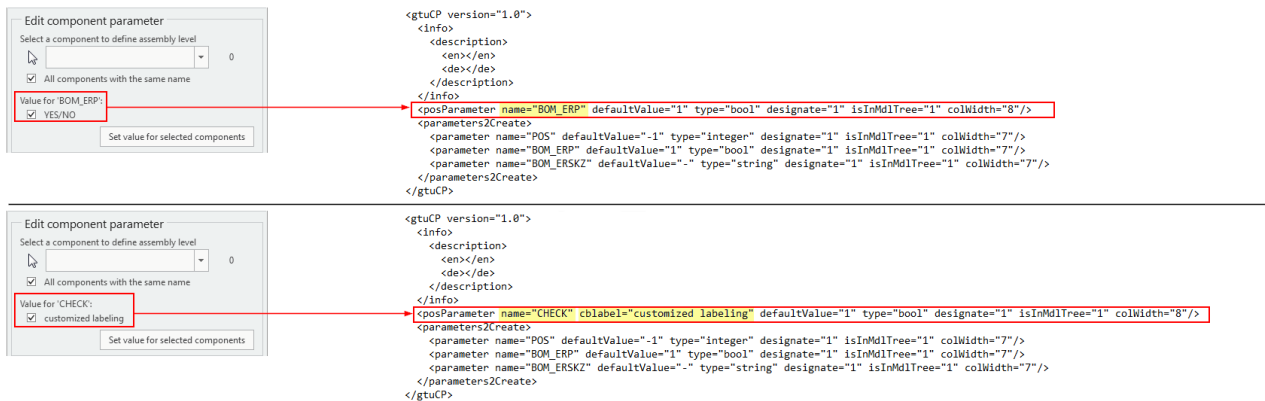 Edit component parameter
Select a component to define assembly level
0
All components with the same name
Value for 'BOM_ERP':
YES/NO
Set value for selected components
<gtuCP version="1.0">
<info>
<description>
<en></en>
<de></de>
</description>
</info>
<posParameter name="BOM_ERP" defaultValue="1" type="bool" designate="1" isInMdlTree="1" colWidth="8"/>
<parameters2Create>
<parameter name="POS" defaultValue="-1" type="integer" designate="1" isInMdlTree="1" colWidth="7"/>
<parameter name="BOM_ERP" defaultValue="1" type="bool" designate="1" isInMdlTree="1" colWidth="7"/>
<parameter name="BOM_ERSKZ" defaultValue="-" type="string" designate="1" isInMdlTree="1" colWidth="7"/>
</parameters2Create>
</gtuCP>
Edit component parameter
Select a component to define assembly level
0
All components with the same name
Value for 'CHECK':
customized labeling
Set value for selected components
<gtuCP version="1.0">
<info>
<description>
<en></en>
<de></de>
</description>
</info>
<posParameter name="CHECK" cblabel="customized labeling" defaultValue="1" type="bool" designate="1" isInMdlTree="1" colWidth="8"/>
<parameters2Create>
<parameter name="POS" defaultValue="-1" type="integer" designate="1" isInMdlTree="1" colWidth="7"/>
<parameter name="BOM_ERP" defaultValue="1" type="bool" designate="1" isInMdlTree="1" colWidth="7"/>
<parameter name="BOM_ERSKZ" defaultValue="-" type="string" designate="1" isInMdlTree="1" colWidth="7"/>
</parameters2Create>
</gtuCP>